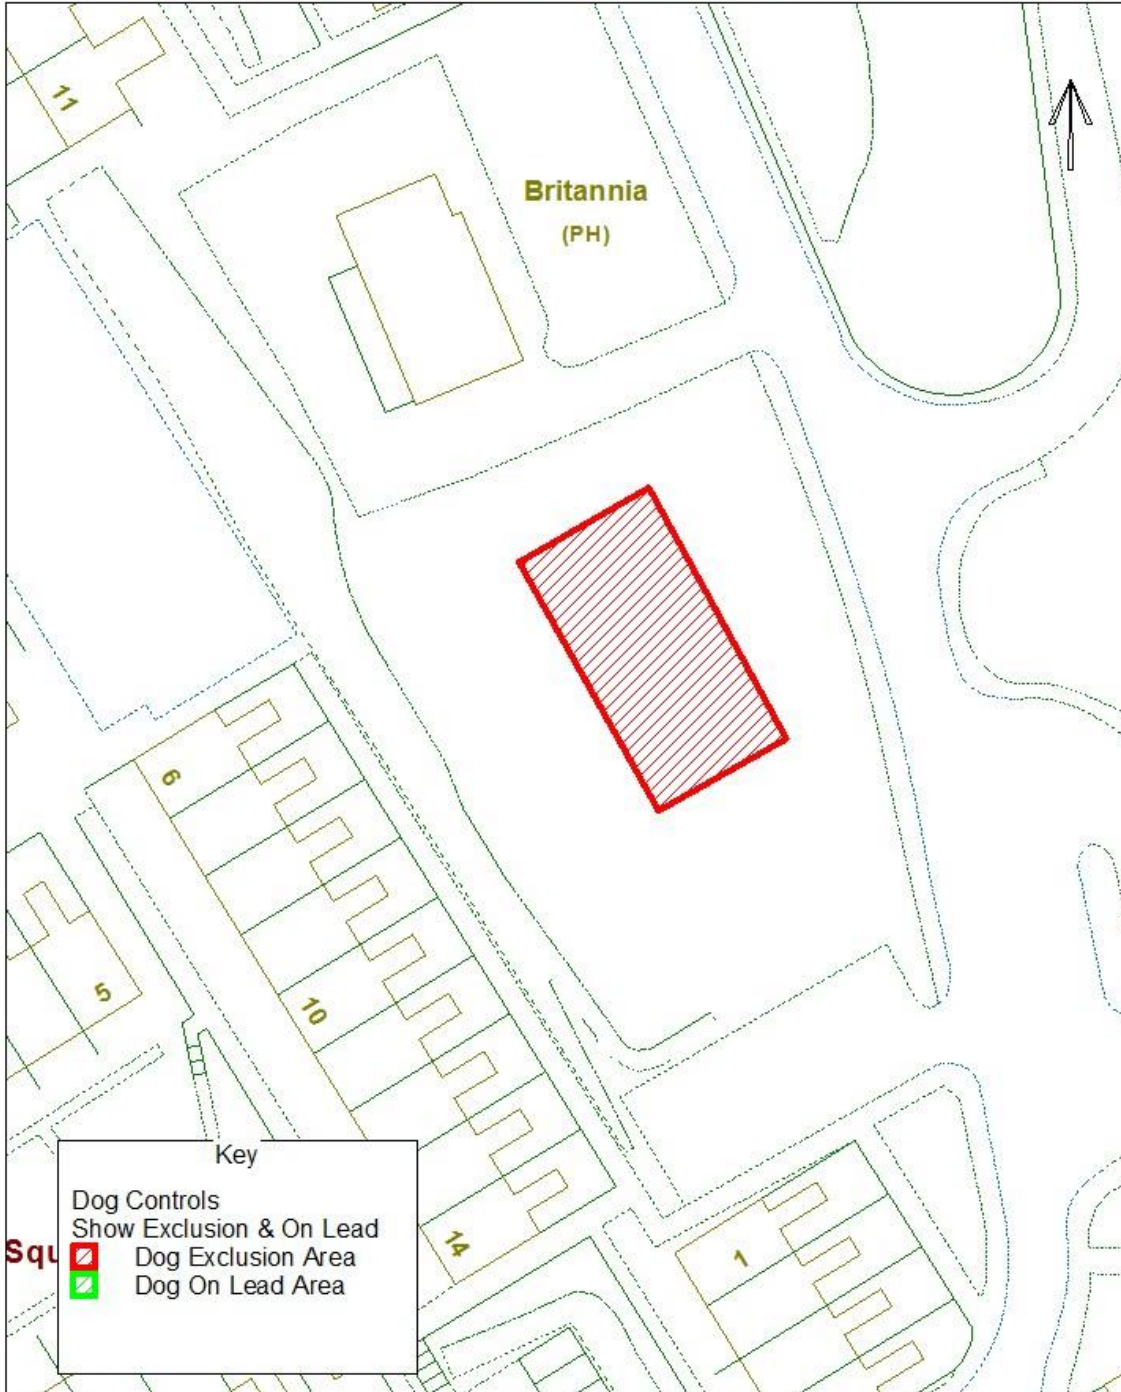 11
Britannia
(PH)
6
5
10
14
1
Key
Dog Controls
Show Exclusion & On Lead
Dog Exclusion Area
Dog On Lead Area
Squ